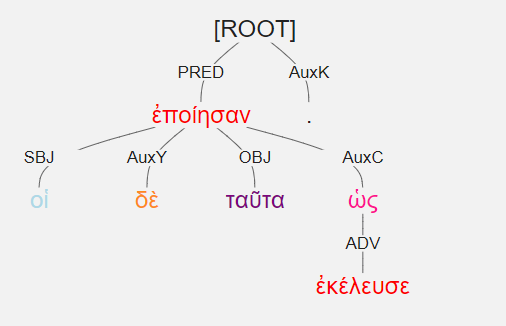 [ROOT]
PRED AuxK
ἐποίησαν .
SBJ AuxY OBJ AuxC
οἱ δὲ ταῦτα ὡς
ADV
ἐκέλευσε